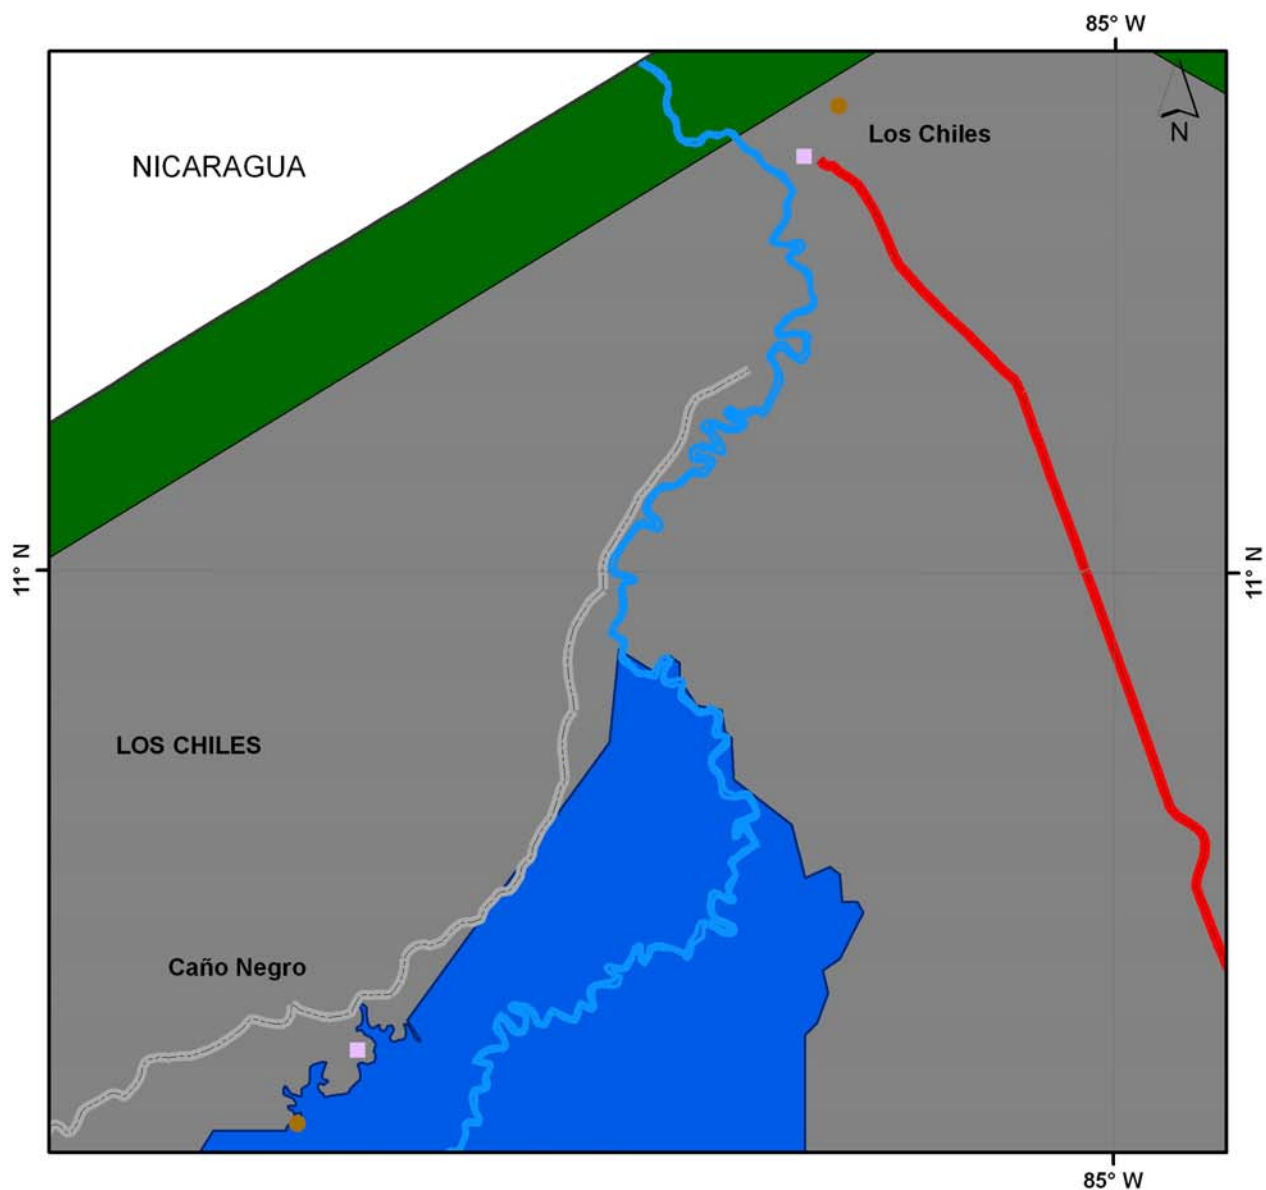 85° W
Los Chiles
N
NICARAGUA
11° N
11° N
LOS CHILES
Caño Negro
85° W